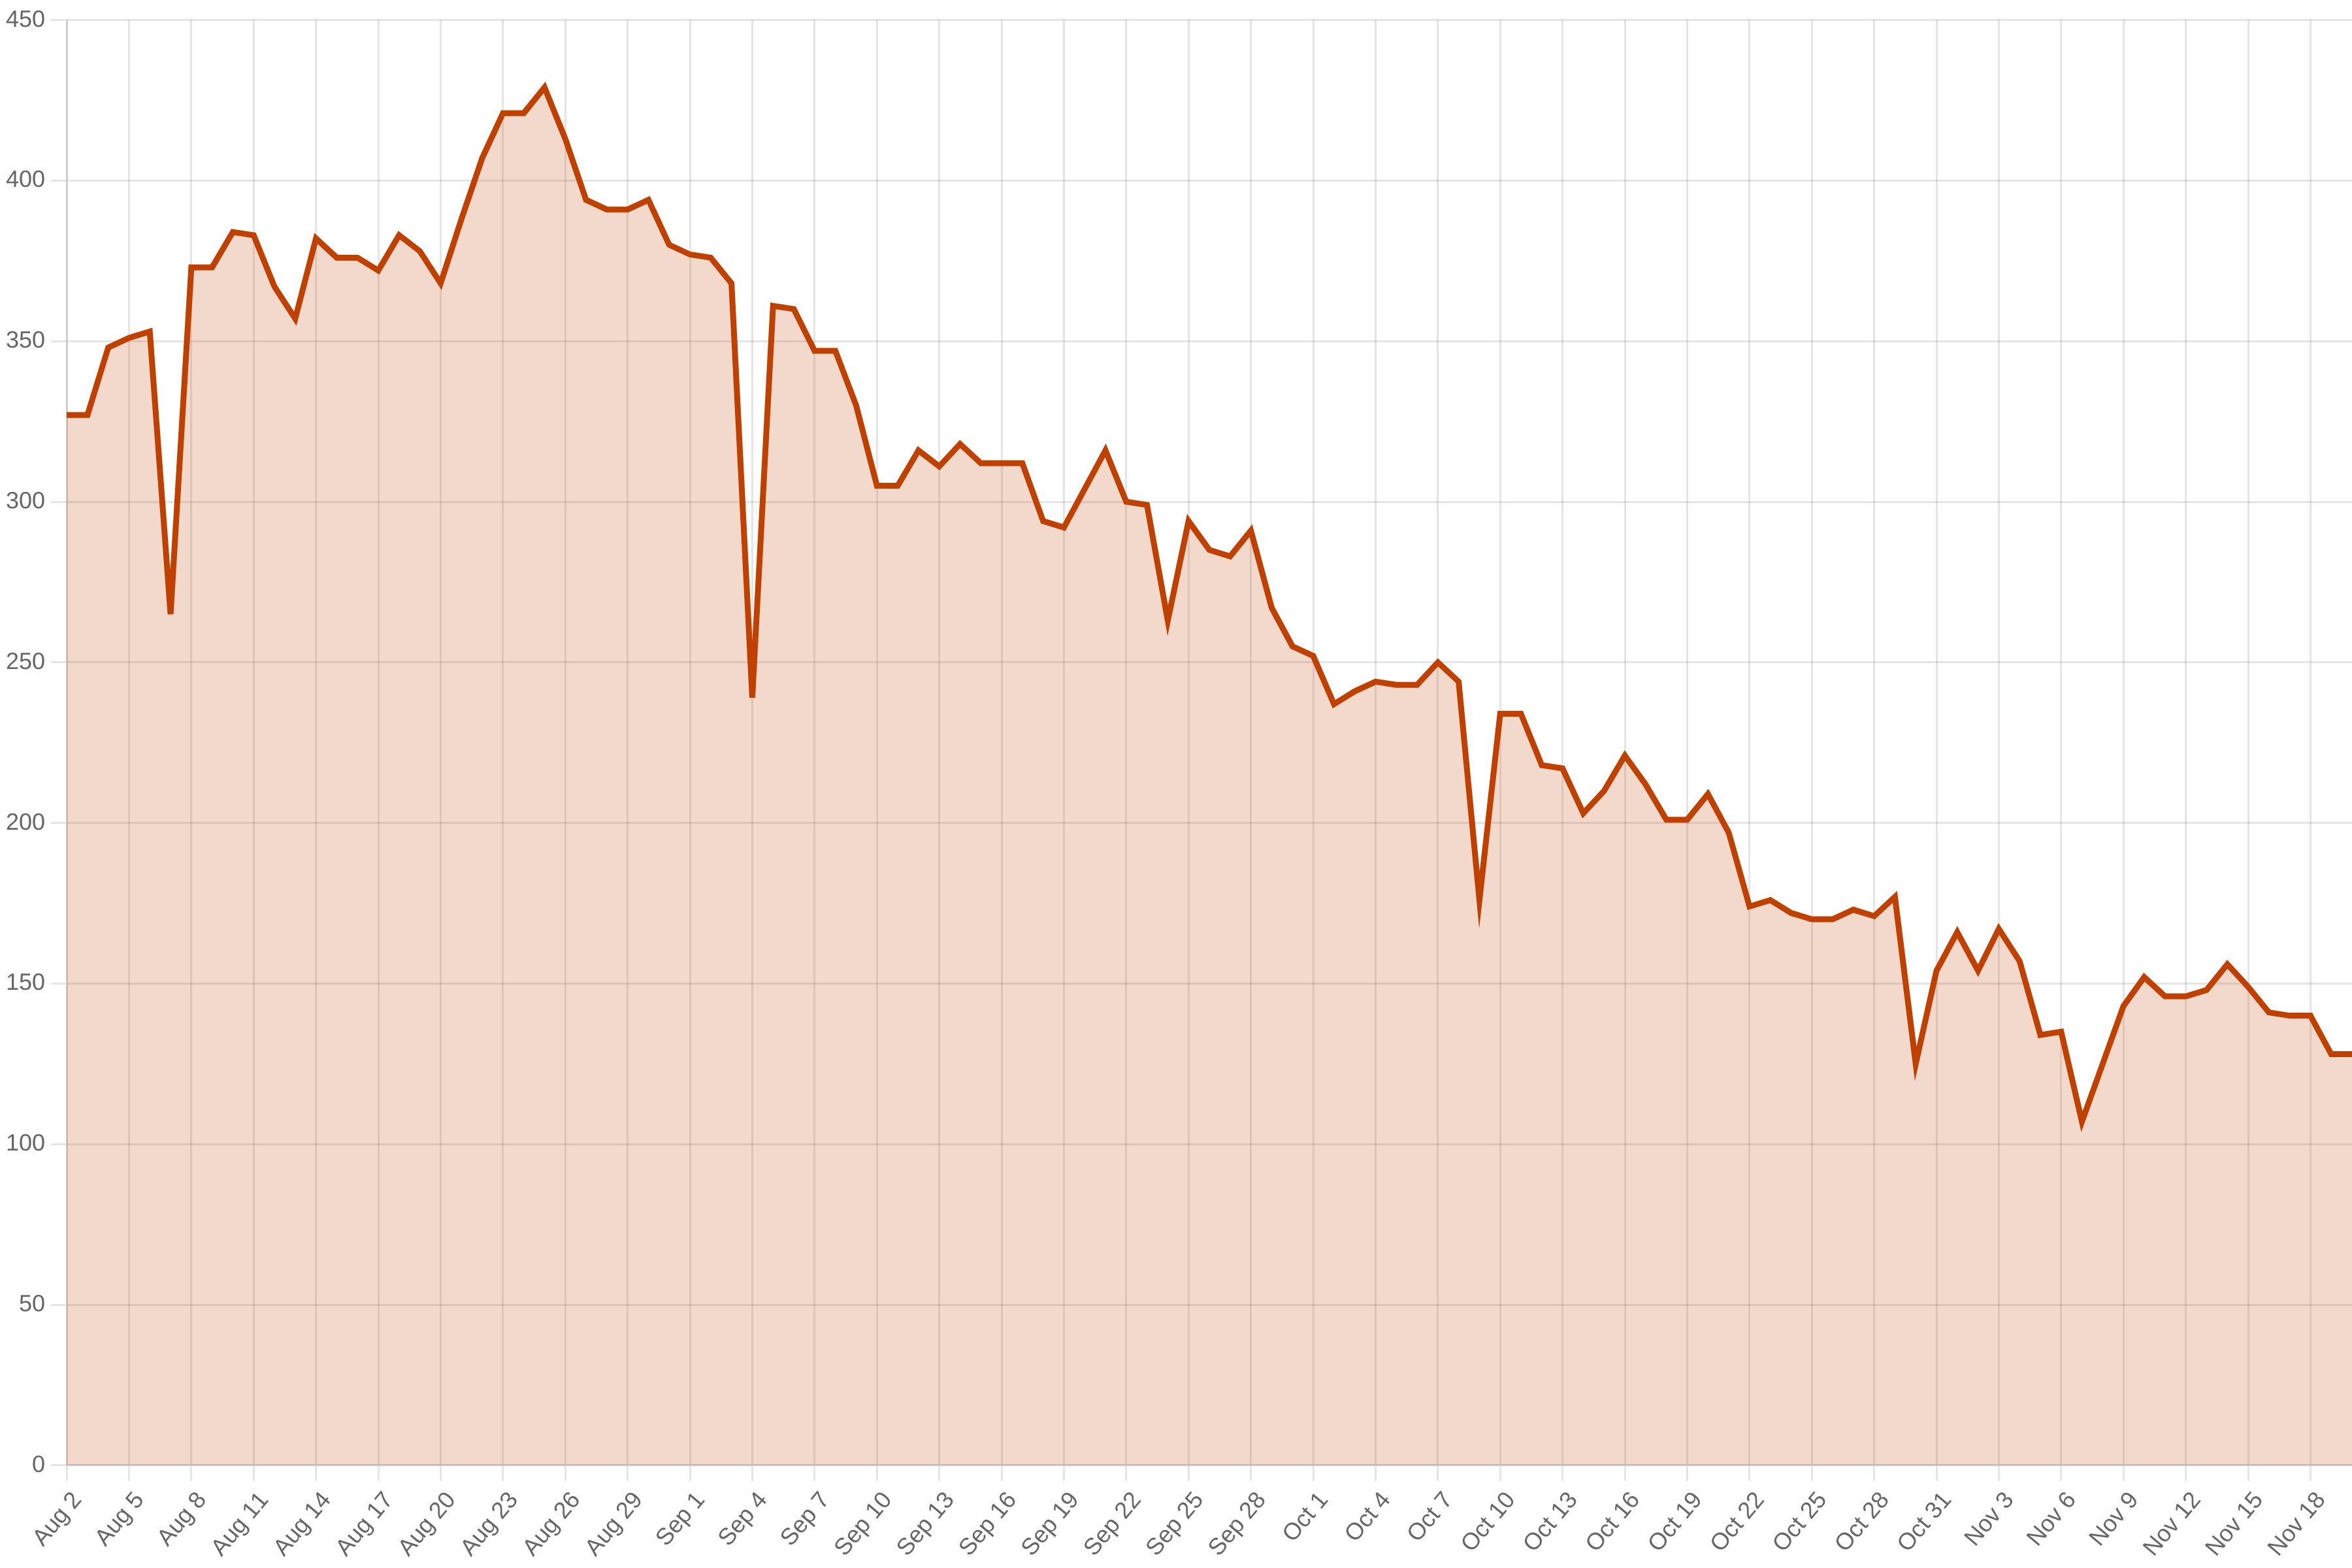 450
400
350
300
250
200
150
100
50
0
Aug 2
Aug 5
Aug 8
Aug 11
Aug 14
Aug 17
Aug 20
Aug 23
Aug 26
Aug 29
Sep 1
Sep 4
Sep 7
Sep 10
Sep 13
Sep 16
Sep 19
Sep 22
Sep 25
Sep 28
Oct 1
Oct 4
Oct 7
Oct 10
Oct 13
Oct 16
Oct 19
Oct 22
Oct 25
Oct 28
Oct 31
Nov 3
Nov 6
Nov 9
Nov 12
Nov 15
Nov 18